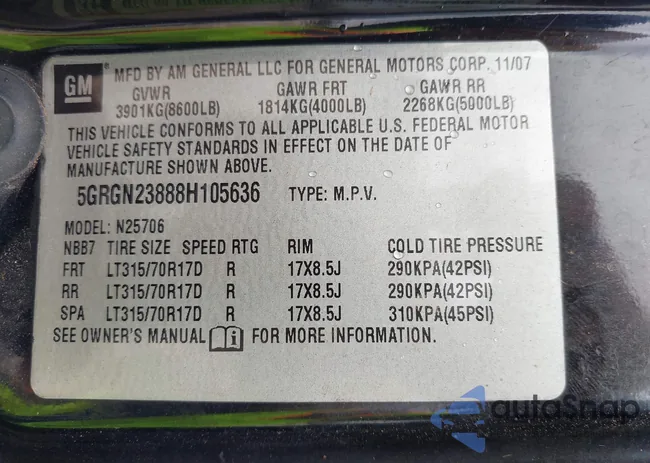 GM
MFD BY AM GENERAL LLC FOR GENERAL MOTORS CORP. 11/07
GVWR GAWR FRT GAWR RR
3901KG(8600LB) 1814KG(4000LB) 2268KG(5000LB)
THIS VEHICLE CONFORMS TO ALL APPLICABLE U.S. FEDERAL MOTOR
VEHICLE SAFETY STANDARDS IN EFFECT ON THE DATE OF
MANUFACTURE SHOWN ABOVE.
5GRGN23888H105636 TYPE: M.P.V.
MODEL: N25706
NBB7 TIRE SIZE SPEED RTG RIM COLD TIRE PRESSURE
FRT LT315/70R17D R 17X8.5J 290KPA(42PSI)
RR LT315/70R17D R 17X8.5J 290KPA(42PSI)
SPA LT315/70R17D R 17X8.5J 310KPA(45PSI)
SEE OWNER'S MANUAL i FOR MORE INFORMATION.
autoSnap